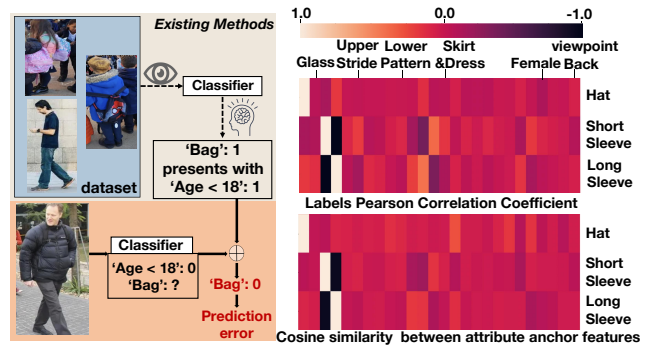 Existing Methods
Classifier
'Bag': 1
presents with
'Age < 18': 1
dataset
Classifier
'Age < 18': 0
'Bag': ?
'Bag': 0
Prediction
error
1.0 0.0 -1.0
Upper Lower Skirt viewpoint
Glass Stride Pattern &Dress Female Back
Hat
Short
Sleeve
Long
Sleeve
Labels Pearson Correlation Coefficient
Hat
Short
Sleeve
Long
Sleeve
Cosine similarity between attribute anchor features